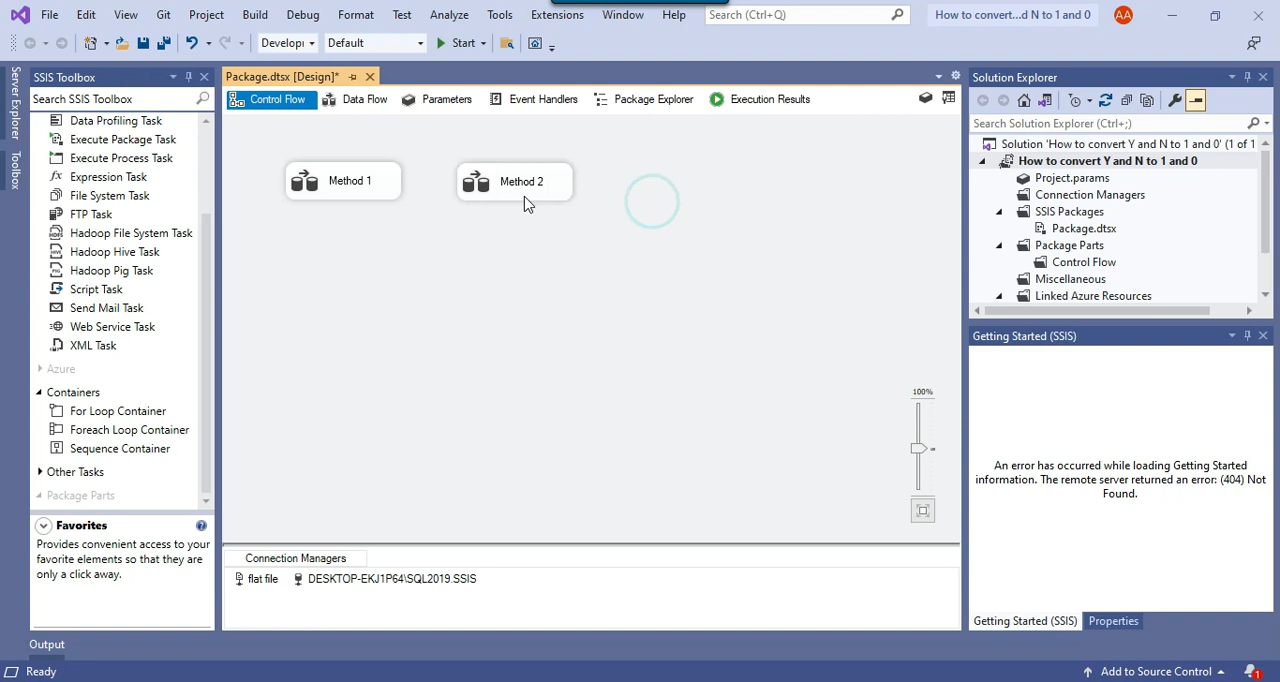 File Edit View Git Project Build Debug Format Test Analyze Tools Extensions Window Help Search (Ctrl+Q) How to convert...d N to 1 and 0 AA
Developi Default Start
Server Explorer
Toolbox
SSIS Toolbox
Search SSIS Toolbox
Data Profiling Task
Execute Package Task
Execute Process Task
Expression Task
File System Task
FTP Task
Hadoop File System Task
Hadoop Hive Task
Hadoop Pig Task
Script Task
Send Mail Task
Web Service Task
XML Task
Azure
Containers
For Loop Container
Foreach Loop Container
Sequence Container
Other Tasks
Package Parts
Favorites
Provides convenient access to your
favorite elements so that they are
only a click away.
Package.dtsx [Design]*
Control Flow Data Flow Parameters Event Handlers Package Explorer Execution Results
Method 1 Method 2
100%
Connection Managers
flat file DESKTOP-EKJ1P64\SQL2019.SSIS
Solution Explorer
Search Solution Explorer (Ctrl+;)
Solution 'How to convert Y and N to 1 and 0' (1 of 1
How to convert Y and N to 1 and 0
Project.params
Connection Managers
SSIS Packages
Package.dtsx
Package Parts
Control Flow
Miscellaneous
Linked Azure Resources
Getting Started (SSIS)
An error has occurred while loading Getting Started
information. The remote server returned an error: (404) Not
Found.
Getting Started (SSIS) Properties
Output
Ready Add to Source Control 1